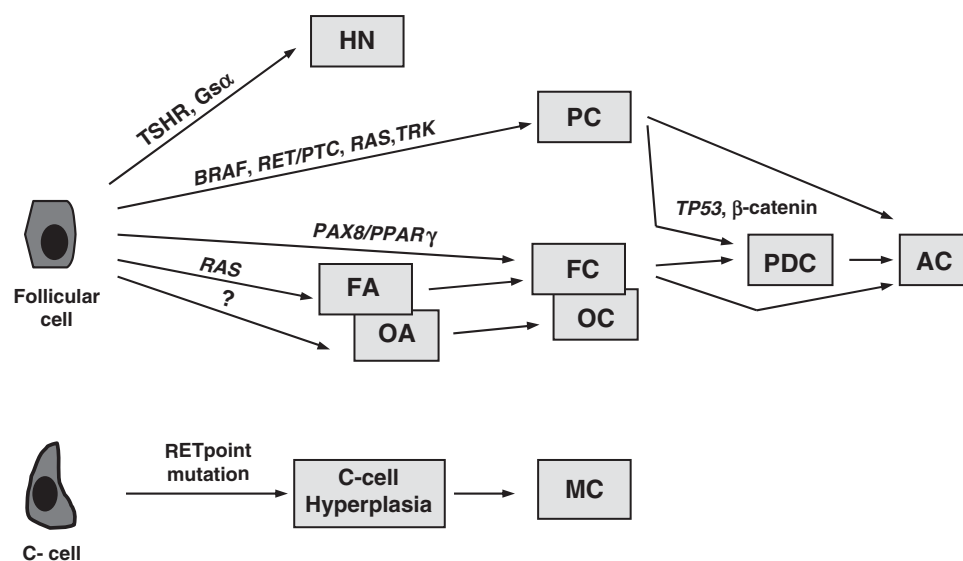 HN
TSHR, Gsα
PC
BRAF, RET/PTC, RAS,TRK
TP53, β-catenin
PAX8/PPARγ
FC
PDC
AC
RAS
FA
Follicular
cell
?
OA
OC
RETpoint
mutation
C-cell
Hyperplasia
MC
C- cell